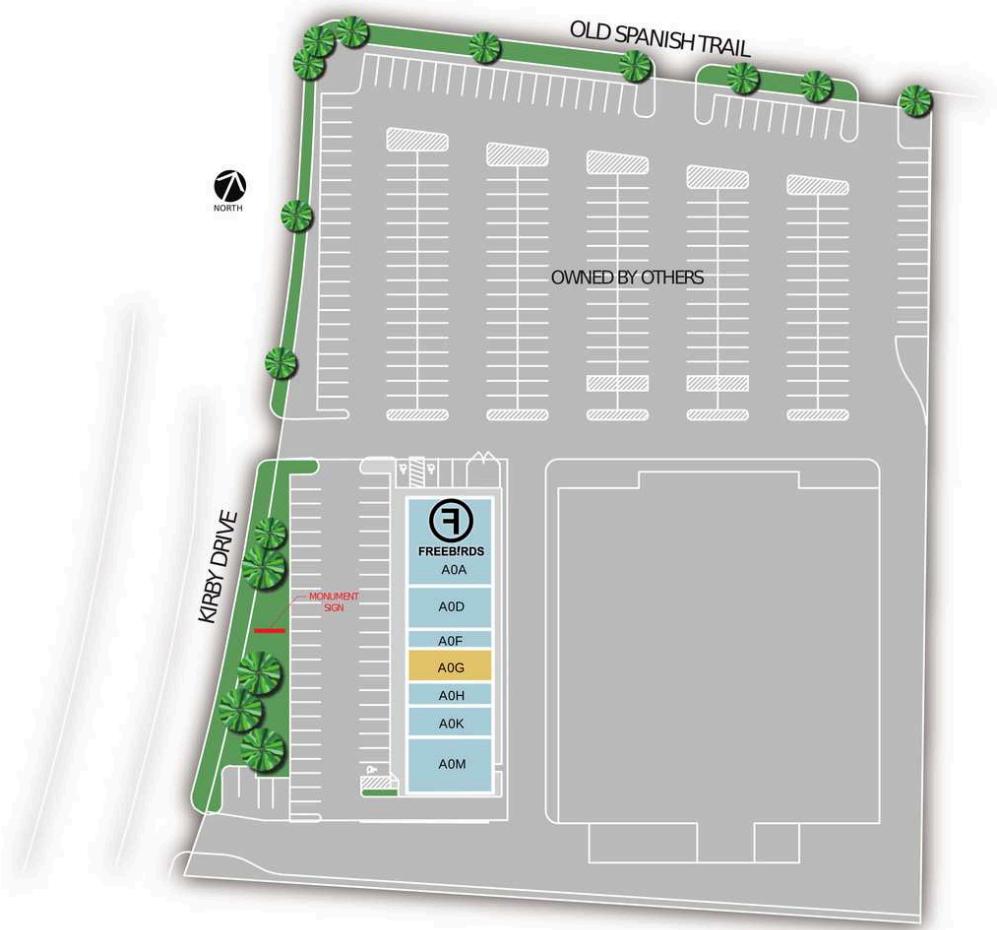 OLD SPANISH TRAIL
NORTH
OWNED BY OTHERS
KIRBY DRIVE
MONUMENT
SIGN
F
FREEB!RDS
A0A
A0D
A0F
A0G
A0H
A0K
A0M